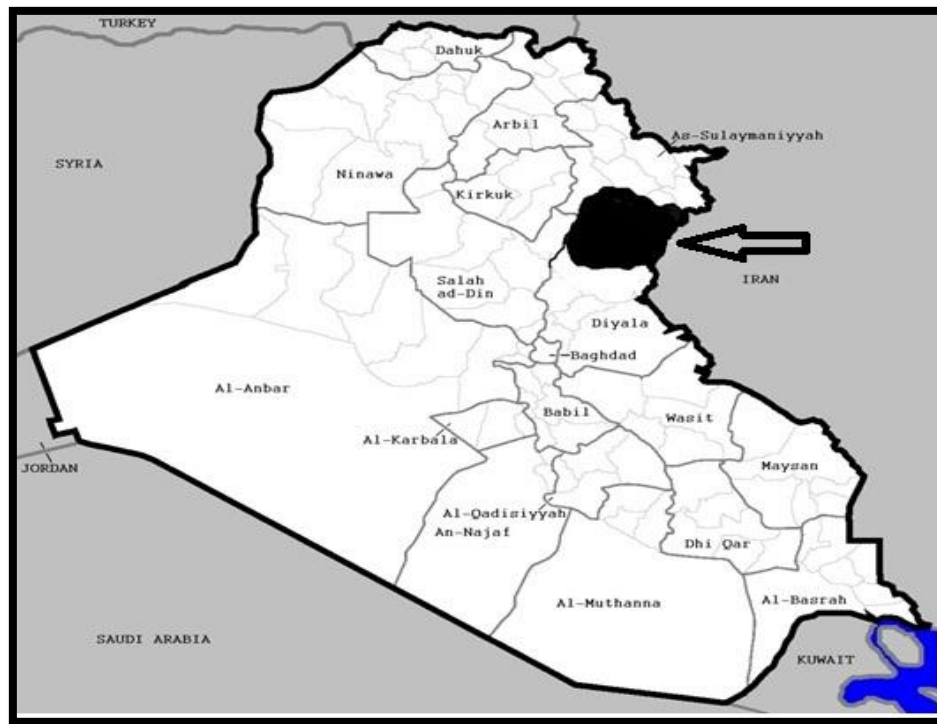 TURKEY
Dahuk
Arbil
As-Sulaymaniyyah
SYRIA
Ninawa
Kirkuk
IRAN
Salah
ad-Din
Diyala
Baghdad
Al-Anbar
Babil
Wasit
Al-Karbala
Maysan
JORDAN
Al-Qadisiyyah
An-Najaf
Dhi Qar
Al-Muthanna
Al-Basrah
SAUDI ARABIA
KUWAIT